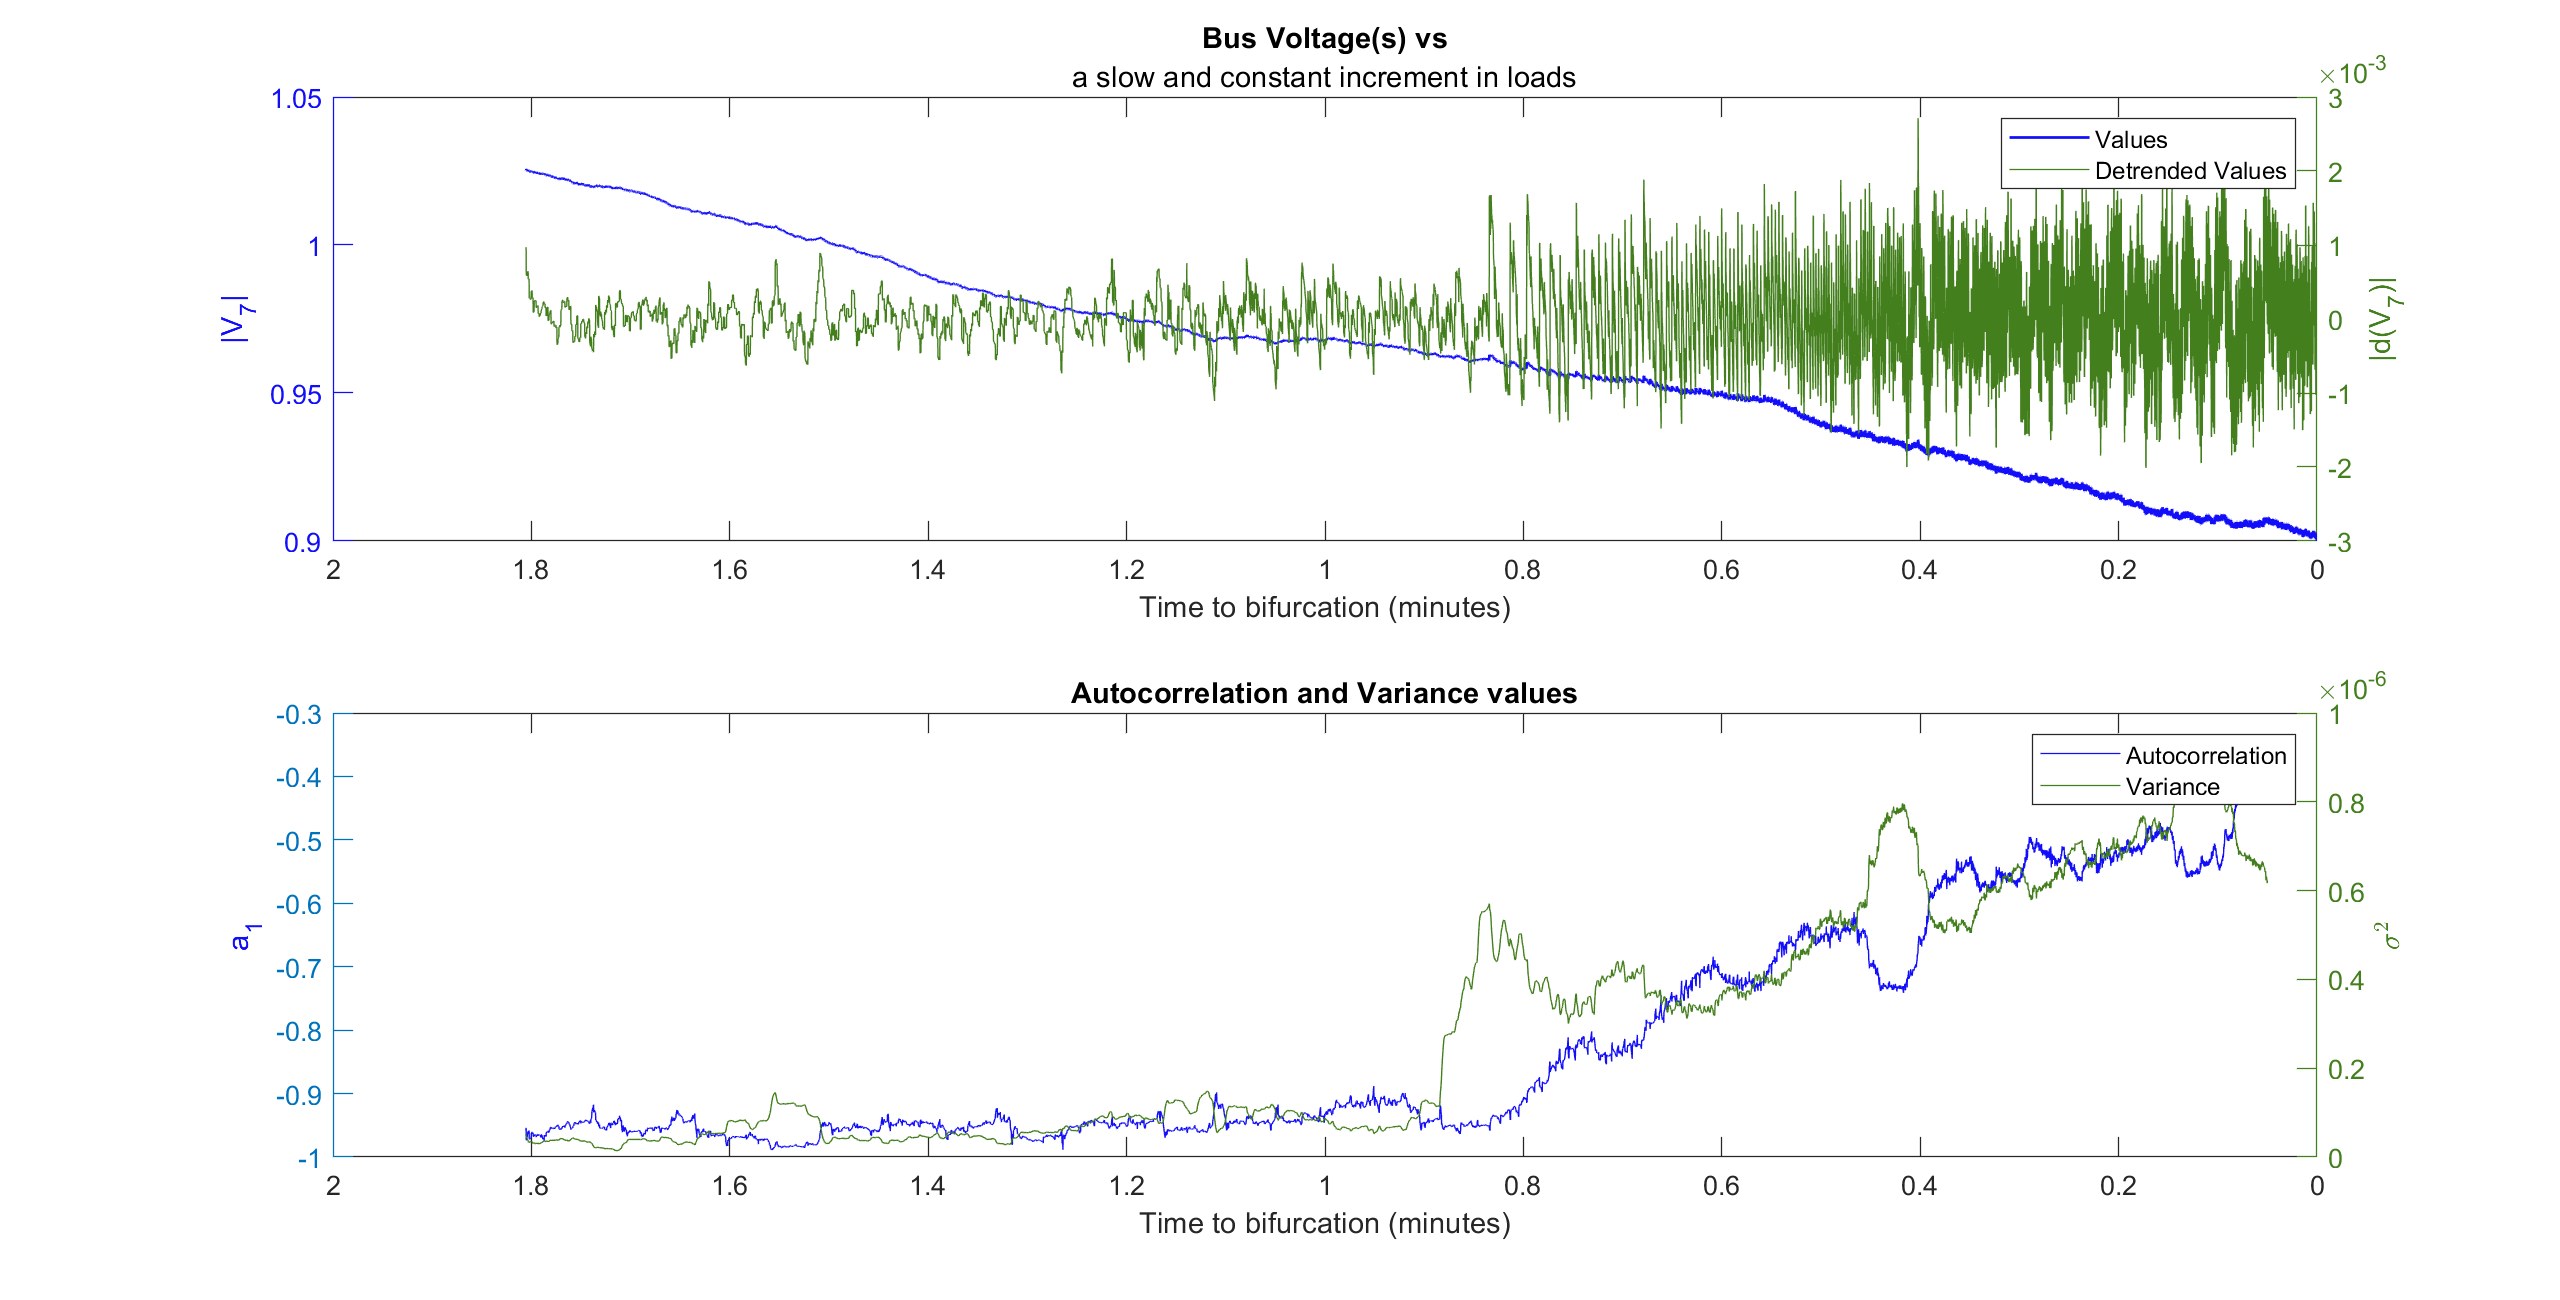 Bus Voltage(s) vs
a slow and constant increment in loads
×10-3
1.05
1
0.95
0.9
|V7|
3
2
1
0
-1
-2
-3
|d(V7)|
Values
Detrended Values
2 1.8 1.6 1.4 1.2 1 0.8 0.6 0.4 0.2 0
Time to bifurcation (minutes)
Autocorrelation and Variance values
×10-6
-0.3
-0.4
-0.5
-0.6
-0.7
-0.8
-0.9
-1
a1
1
0.8
0.6
0.4
0.2
0
σ2
Autocorrelation
Variance
2 1.8 1.6 1.4 1.2 1 0.8 0.6 0.4 0.2 0
Time to bifurcation (minutes)